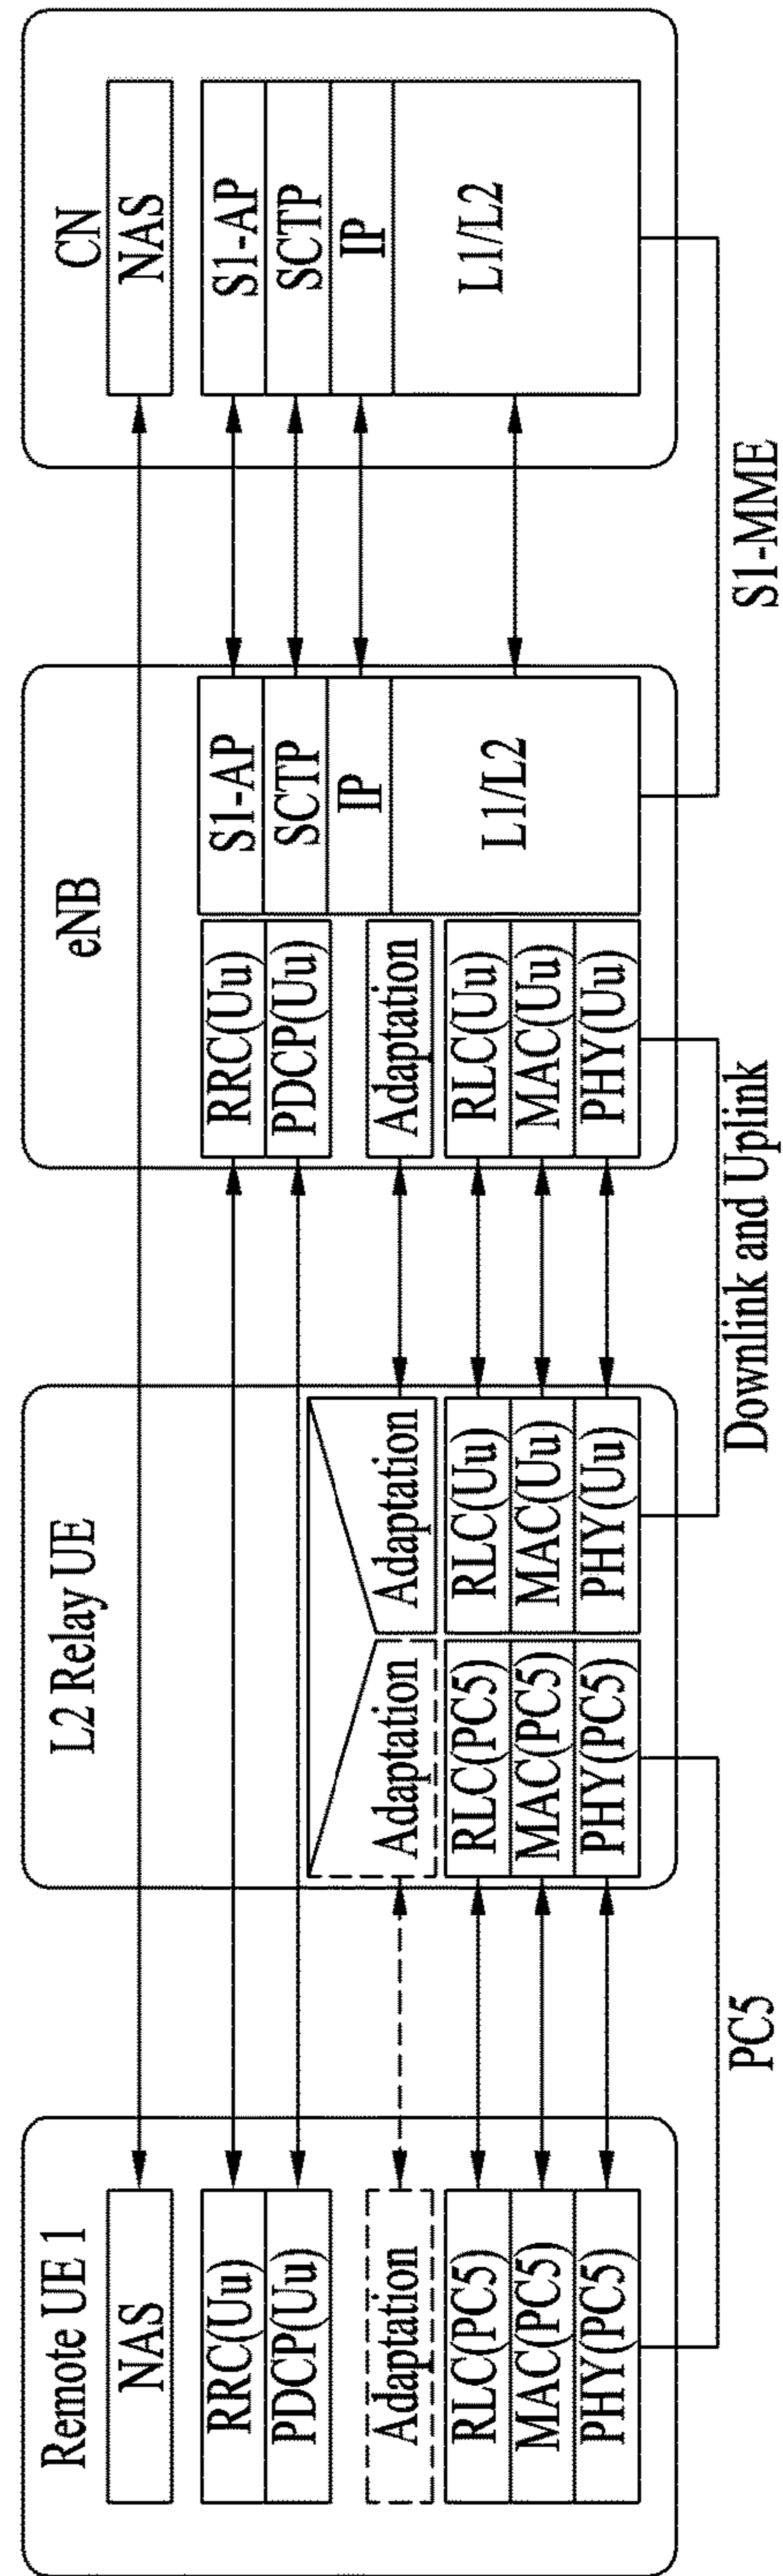 Remote UE 1
NAS
RRC(Uu)
PDCP(Uu)
Adaptation
RLC(PC5)
MAC(PC5)
PHY(PC5)
L2 Relay UE
Adaptation
RLC(PC5)
MAC(PC5)
PHY(PC5)
Adaptation
RLC(Uu)
MAC(Uu)
PHY(Uu)
eNB
RRC(Uu)
PDCP(Uu)
Adaptation
RLC(Uu)
MAC(Uu)
PHY(Uu)
S1-AP
SCTP
IP
L1/L2
CN
NAS
S1-AP
SCTP
IP
L1/L2
PC5
Downlink and Uplink
S1-MME